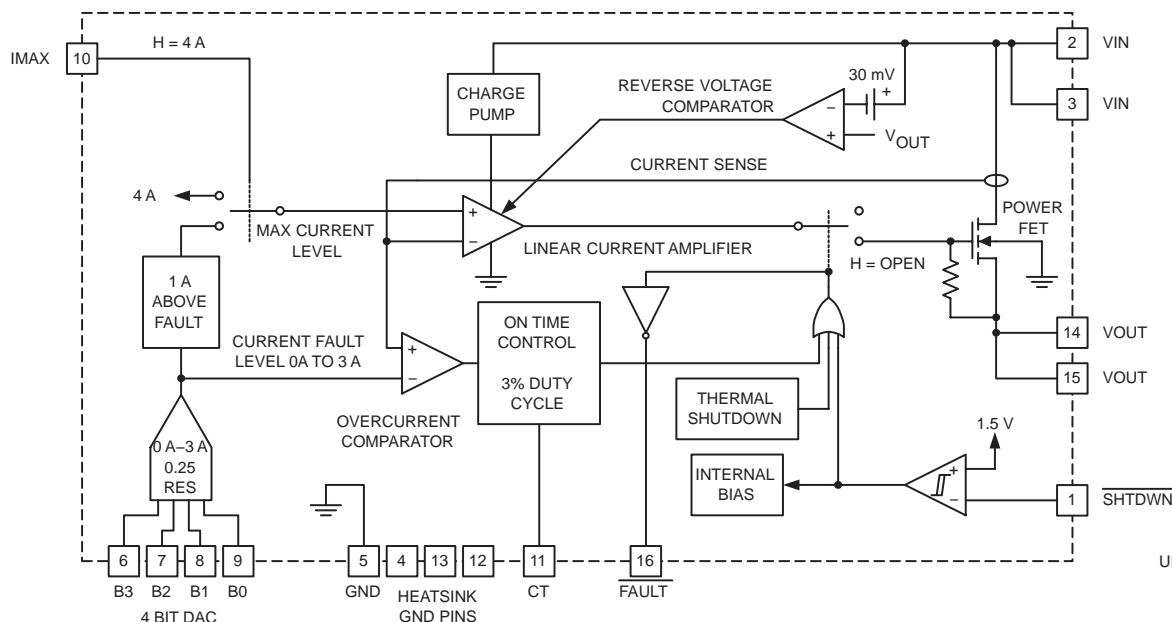 H = 4 A
IMAX 10
2 VIN
30 mV
+
REVERSE VOLTAGE
COMPARATOR
CHARGE
PUMP
−
+
VOUT
3 VIN
CURRENT SENSE
4 A
MAX CURRENT
LEVEL
+
−
LINEAR CURRENT AMPLIFIER
POWER
FET
H = OPEN
1 A
ABOVE
FAULT
CURRENT FAULT
LEVEL 0A TO 3 A
+
−
ON TIME
CONTROL
3% DUTY
CYCLE
OVERCURRENT
COMPARATOR
14 VOUT
15 VOUT
THERMAL
SHUTDOWN
1.5 V
0 A–3 A
0.25
RES
INTERNAL
BIAS
+
−
1 SHTDWN
6 7 8 9 5 4 13 12 11 16
B3 B2 B1 B0 GND HEATSINK
GND PINS CT FAULT
4 BIT DAC